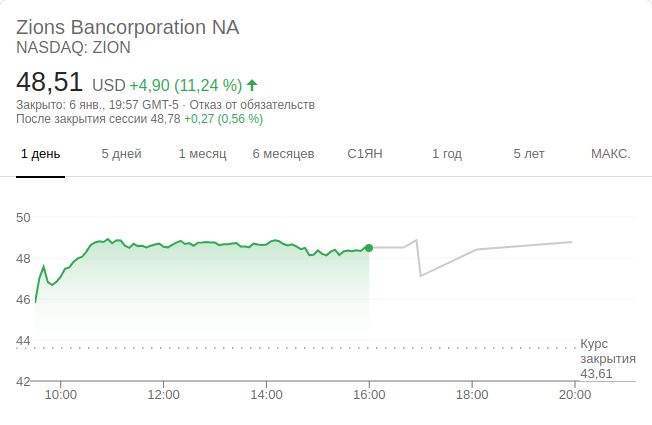 Zions Bancorporation NA
NASDAQ: ZION
48,51 USD +4,90 (11,24 %)
Закрыто: 6 янв., 19:57 GMT-5 · Отказ от обязательств
После закрытия сессии 48,78 +0,27 (0,56 %)
1 день 5 дней 1 месяц 6 месяцев С1ЯН 1 год 5 лет МАКС.
50
48
46
44
42
Курс
закрытия
43,61
10:00 12:00 14:00 16:00 18:00 20:00